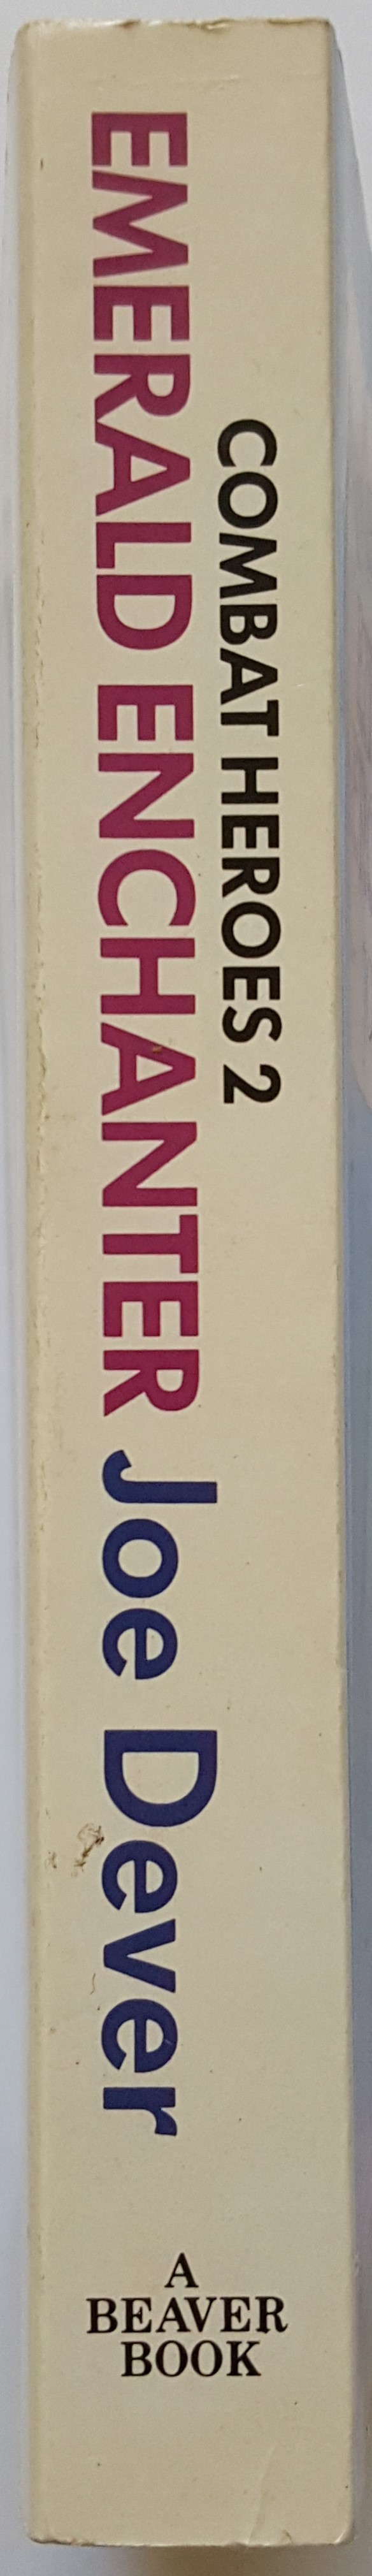 COMBAT HEROES 2
EMERALD ENCHANTER Joe Dever
A
BEAVER
BOOK